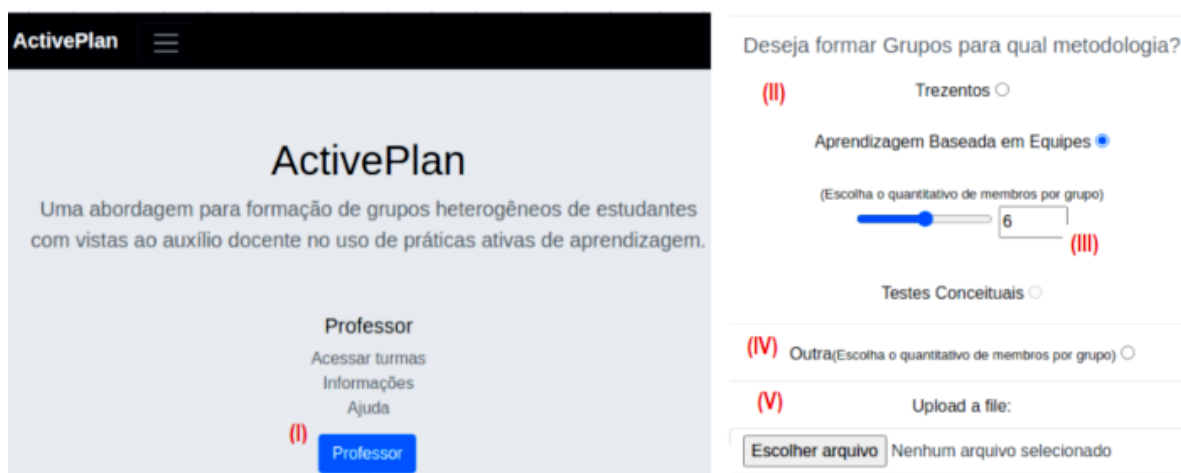 ActivePlan
ActivePlan
Uma abordagem para formação de grupos heterogêneos de estudantes
com vistas ao auxílio docente no uso de práticas ativas de aprendizagem.
Professor
Acessar turmas
Informações
Ajuda
(I)
Professor
Deseja formar Grupos para qual metodologia?
(II) Trezentos
Aprendizagem Baseada em Equipes
(Escolha o quantitativo de membros por grupo)
6
(III)
Testes Conceituais
(IV) Outra(Escolha o quantitativo de membros por grupo)
(V) Upload a file:
Escolher arquivo Nenhum arquivo selecionado